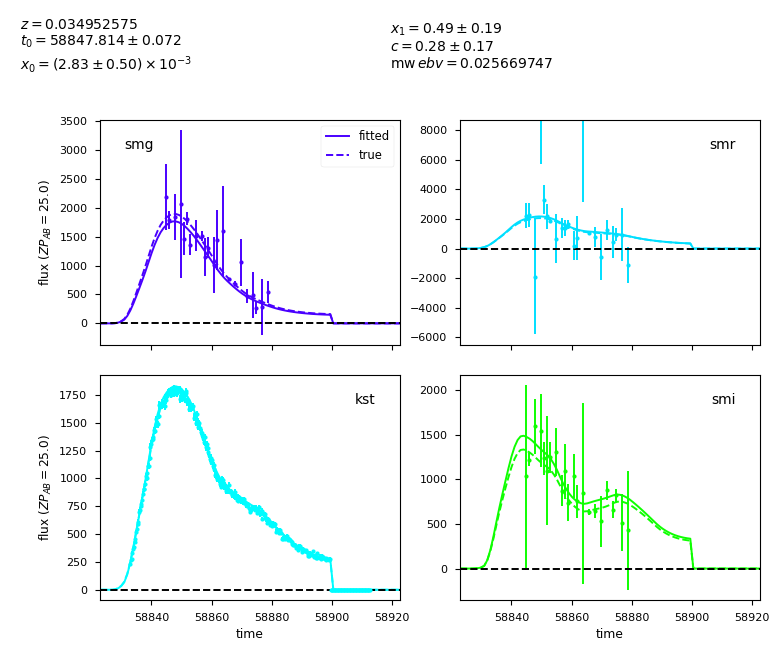 z = 0.034952575
t₀ = 58847.814 ± 0.072
x₀ = (2.83 ± 0.50) × 10⁻³
x₁ = 0.49 ± 0.19
c = 0.28 ± 0.17
mw ebv = 0.025669747
smg
fitted
true
3500
3000
2500
2000
1500
1000
500
0
flux (ZP_AB = 25.0)
smr
8000
6000
4000
2000
0
−2000
−4000
−6000
kst
1750
1500
1250
1000
750
500
250
0
flux (ZP_AB = 25.0)
58840 58860 58880 58900 58920
time
smi
2000
1500
1000
500
0
58840 58860 58880 58900 58920
time